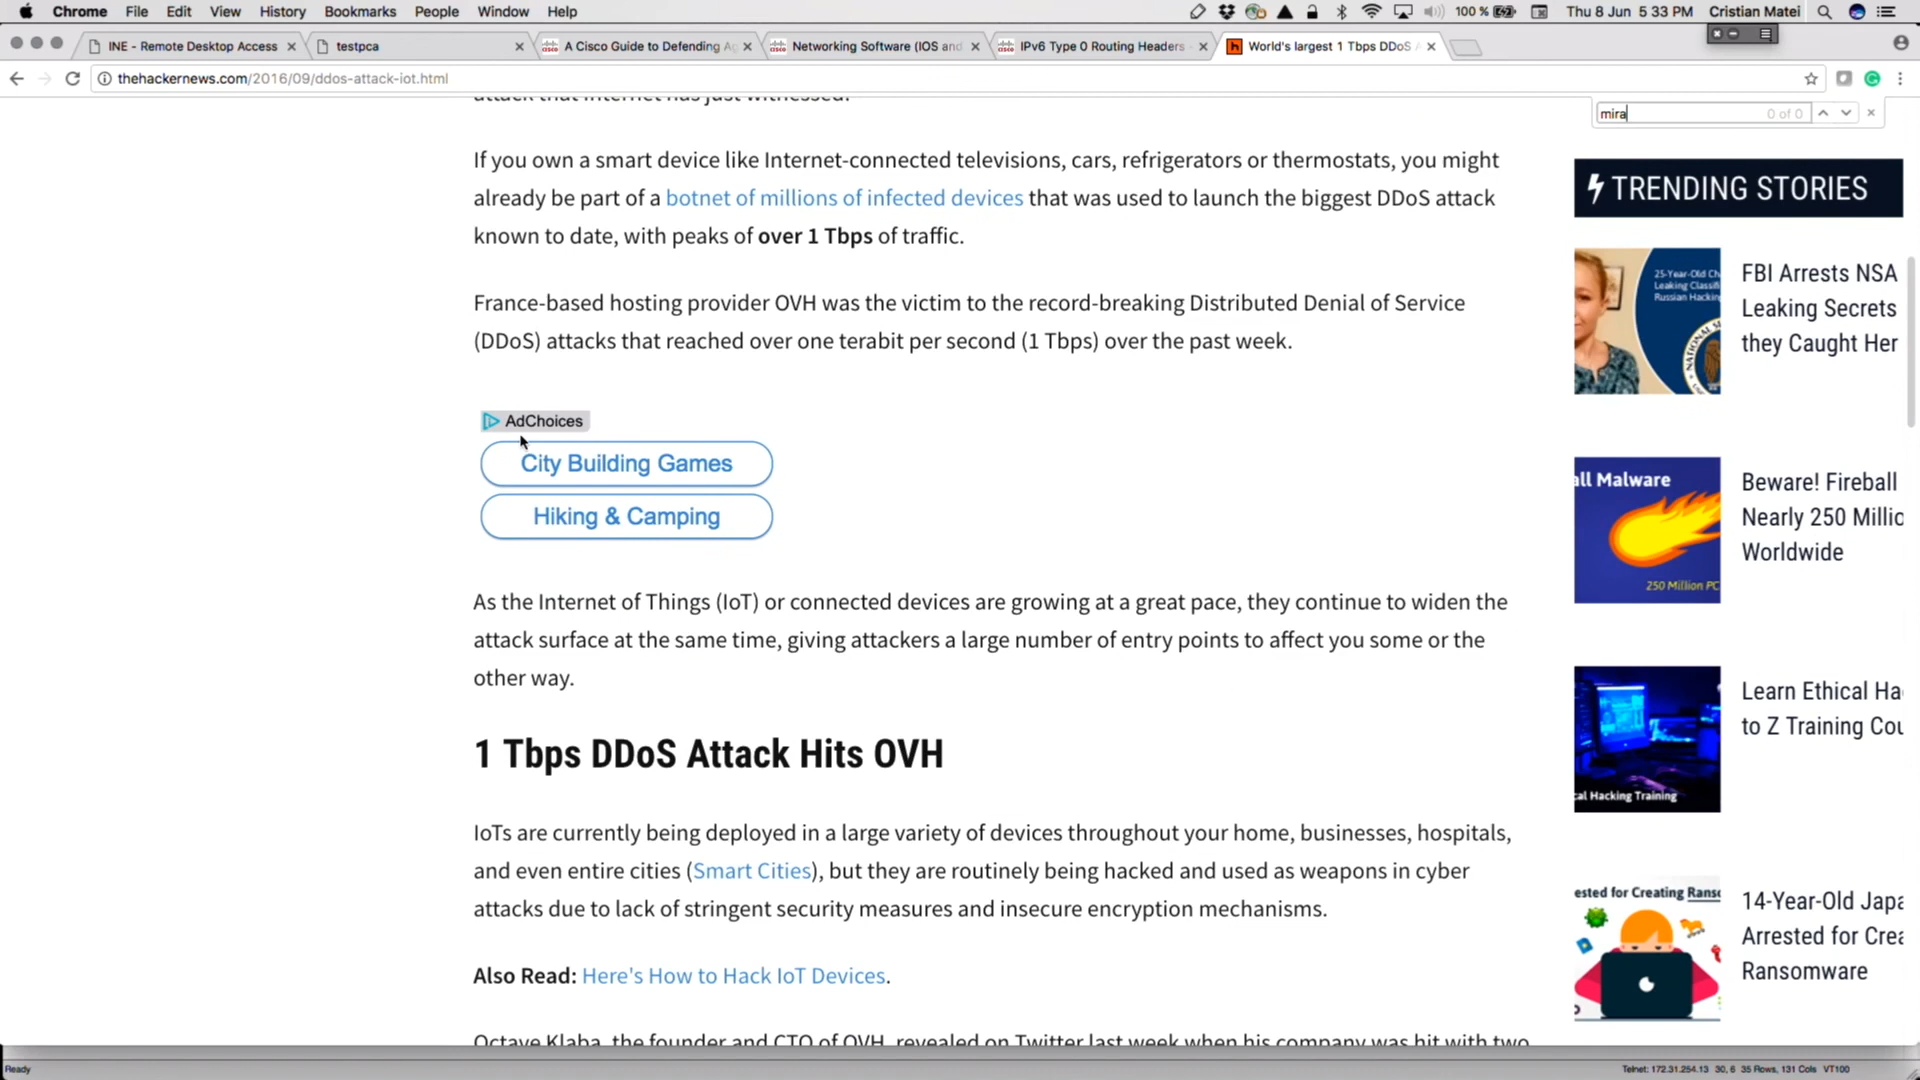 Chrome File Edit View History Bookmarks People Window Help 100% Thu 8 Jun 5 33 PM Cristian Matei
INE - Remote Desktop Access testpca A Cisco Guide to Defending Ag Networking Software (IOS and IPv6 Type 0 Routing Headers World's largest 1 Tbps DDoS A
thehackernews.com/2016/09/ddos-attack-iot.html
mira 0 of 0
attack that Internet has just witnessed?
If you own a smart device like Internet-connected televisions, cars, refrigerators or thermostats, you might
already be part of a botnet of millions of infected devices that was used to launch the biggest DDoS attack
known to date, with peaks of over 1 Tbps of traffic.
France-based hosting provider OVH was the victim to the record-breaking Distributed Denial of Service
(DDoS) attacks that reached over one terabit per second (1 Tbps) over the past week.
AdChoices
City Building Games
Hiking & Camping
As the Internet of Things (IoT) or connected devices are growing at a great pace, they continue to widen the
attack surface at the same time, giving attackers a large number of entry points to affect you some or the
other way.
1 Tbps DDoS Attack Hits OVH
IoTs are currently being deployed in a large variety of devices throughout your home, businesses, hospitals,
and even entire cities (Smart Cities), but they are routinely being hacked and used as weapons in cyber
attacks due to lack of stringent security measures and insecure encryption mechanisms.
Also Read: Here's How to Hack IoT Devices.
Octave Klaba, the founder and CTO of OVH, revealed on Twitter last week when his company was hit with two
TRENDING STORIES
25-Year-Old Ch
Leaking Classifi
Russian Hackin
FBI Arrests NSA
Leaking Secrets
they Caught Her
all Malware
250 Million PC
Beware! Fireball
Nearly 250 Millio
Worldwide
cal Hacking Training
Learn Ethical Ha
to Z Training Cou
ested for Creating Ranso
14-Year-Old Japa
Arrested for Crea
Ransomware
Ready Telnet: 172.31.254.13 30, 6 35 Rows, 131 Cols VT100